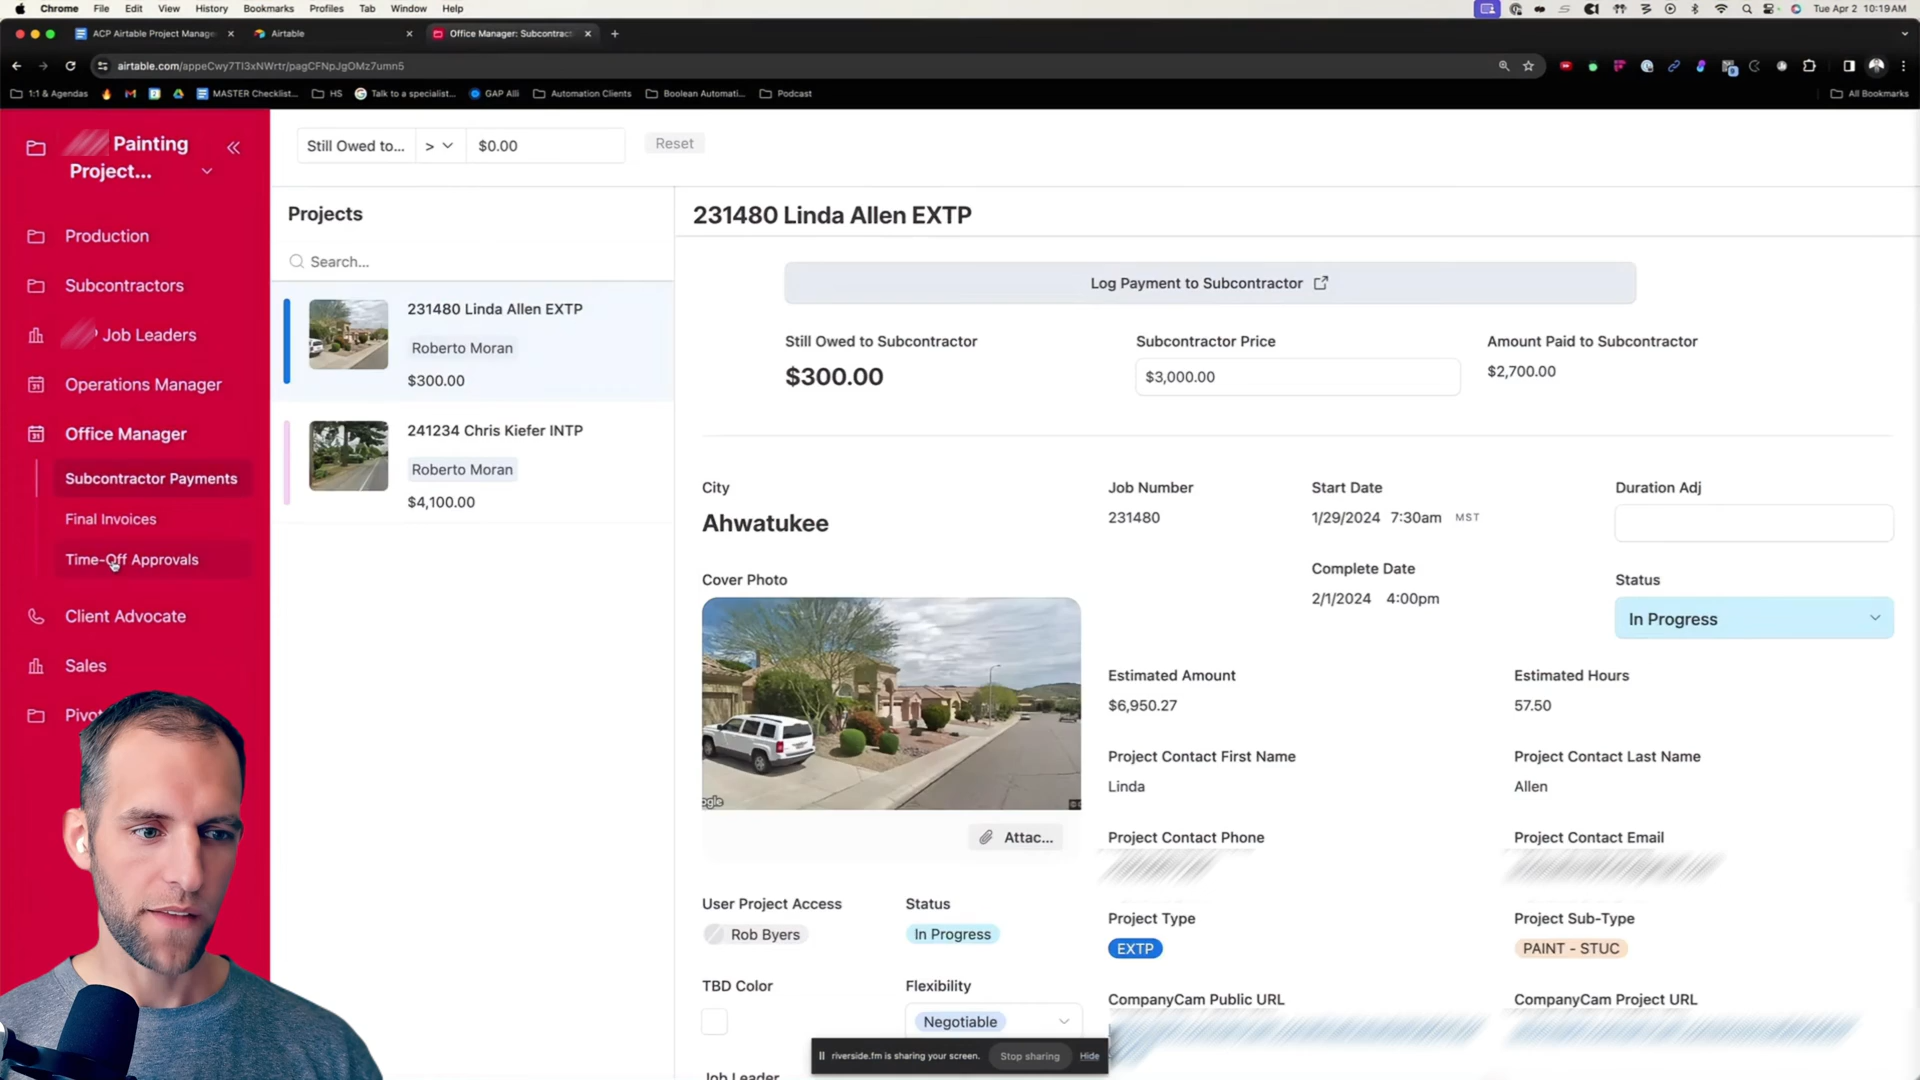 Chrome File Edit View History Bookmarks Profiles Tab Window Help
Tue Apr 2 10:19 AM
ACP Airtable Project Manage
Airtable
Office Manager: Subcontract
airtable.com/appeCwy7Tl3xNWrtr/pagCFNpJgOMz7umn5
1:1 & Agendas
MASTER Checklist...
HS
Talk to a specialist...
GAP Alli
Automation Clients
Boolean Automati...
Podcast
All Bookmarks
Painting
Project...
Production
Subcontractors
Job Leaders
Operations Manager
Office Manager
Subcontractor Payments
Final Invoices
Time-Off Approvals
Client Advocate
Sales
Pivot
Still Owed to...
>
$0.00
Reset
Projects
Search...
231480 Linda Allen EXTP
Roberto Moran
$300.00
241234 Chris Kiefer INTP
Roberto Moran
$4,100.00
231480 Linda Allen EXTP
Log Payment to Subcontractor
Still Owed to Subcontractor
$300.00
Subcontractor Price
$3,000.00
Amount Paid to Subcontractor
$2,700.00
City
Ahwatukee
Job Number
231480
Start Date
1/29/2024 7:30am MST
Duration Adj
Complete Date
2/1/2024 4:00pm
Status
In Progress
Cover Photo
Attac...
Estimated Amount
$6,950.27
Estimated Hours
57.50
Project Contact First Name
Linda
Project Contact Last Name
Allen
Project Contact Phone
Project Contact Email
User Project Access
Rob Byers
Status
In Progress
Project Type
EXTP
Project Sub-Type
PAINT - STUC
TBD Color
Flexibility
Negotiable
CompanyCam Public URL
CompanyCam Project URL
riverside.fm is sharing your screen.
Stop sharing
Hide
Job Leader